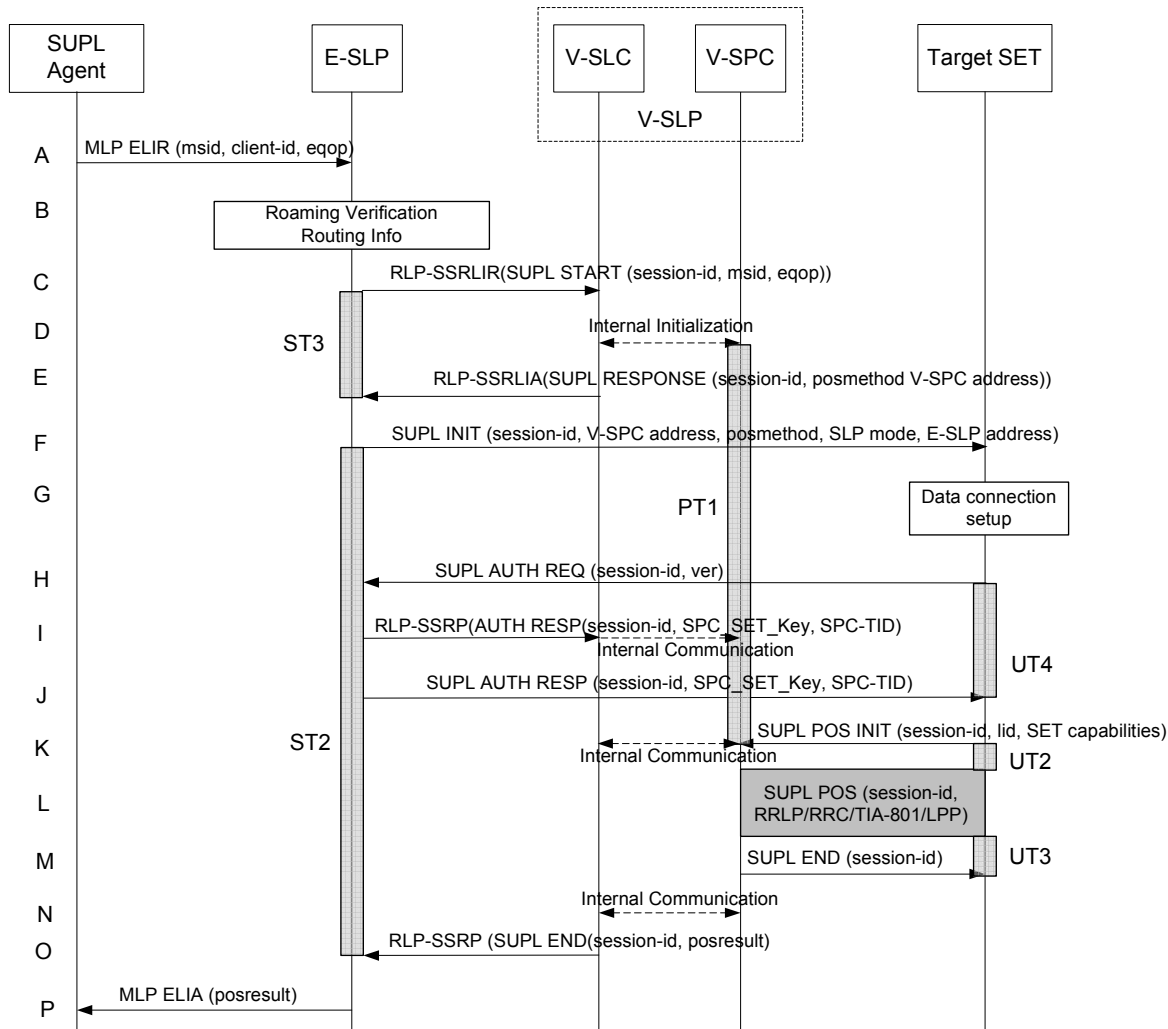 SUPL
Agent
E-SLP
V-SLC
V-SPC
Target SET
V-SLP
A
MLP ELIR (msid, client-id, eqop)
B
Roaming Verification
Routing Info
C
RLP-SSRLIR(SUPL START (session-id, msid, eqop))
D
ST3
Internal Initialization
E
RLP-SSRLIA(SUPL RESPONSE (session-id, posmethod V-SPC address))
F
SUPL INIT (session-id, V-SPC address, posmethod, SLP mode, E-SLP address)
G
PT1
Data connection
setup
H
SUPL AUTH REQ (session-id, ver)
I
RLP-SSRP(AUTH RESP(session-id, SPC_SET_Key, SPC-TID)
Internal Communication
UT4
J
SUPL AUTH RESP (session-id, SPC_SET_Key, SPC-TID)
ST2
K
SUPL POS INIT (session-id, lid, SET capabilities)
Internal Communication
UT2
L
SUPL POS (session-id,
RRLP/RRC/TIA-801/LPP)
M
SUPL END (session-id)
UT3
N
Internal Communication
O
RLP-SSRP (SUPL END(session-id, posresult)
P
MLP ELIA (posresult)